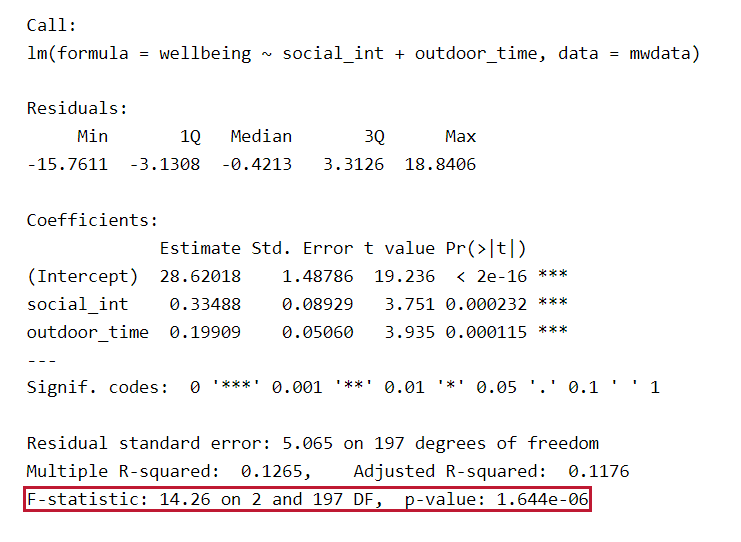 Call:
lm(formula = wellbeing ~ social_int + outdoor_time, data = mwdata)
Residuals:
Min 1Q Median 3Q Max
-15.7611 -3.1308 -0.4213 3.3126 18.8406
Coefficients:
Estimate Std. Error t value Pr(>|t|)
(Intercept) 28.62018 1.48786 19.236 < 2e-16 ***
social_int 0.33488 0.08929 3.751 0.000232 ***
outdoor_time 0.19909 0.05060 3.935 0.000115 ***
---
Signif. codes: 0 '***' 0.001 '**' 0.01 '*' 0.05 '.' 0.1 ' ' 1
Residual standard error: 5.065 on 197 degrees of freedom
Multiple R-squared: 0.1265, Adjusted R-squared: 0.1176
F-statistic: 14.26 on 2 and 197 DF, p-value: 1.644e-06